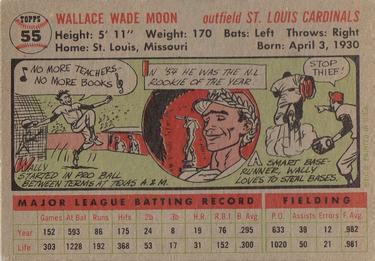 TOPPS
55
WALLACE WADE MOON outfield ST. LOUIS CARDINALS
Height: 5' 11" Weight: 170 Bats: Left Throws: Right
Home: St. Louis, Missouri Born: April 3, 1930
NO MORE TEACHERS-
NO MORE BOOKS!
WALLY
STARTED IN PRO BALL
BETWEEN TERMS AT TEXAS A. & M.
IN '54 HE WAS THE N.L.
ROOKIE OF THE YEAR!
STOP
THIEF!
A SMART BASE-
RUNNER, WALLY
LOVES TO STEAL BASES.
MAJOR LEAGUE BATTING RECORD FIELDING
Games At Bat Runs Hits 2b 3b H.R. R.B.I. B. Avg. P.O. Assists Errors F. Avg.
Year 152 593 86 175 24 8 19 76 .295 633 39 12 .982
Life 303 1228 192 368 53 17 31 152 .300 1020 50 21 .981